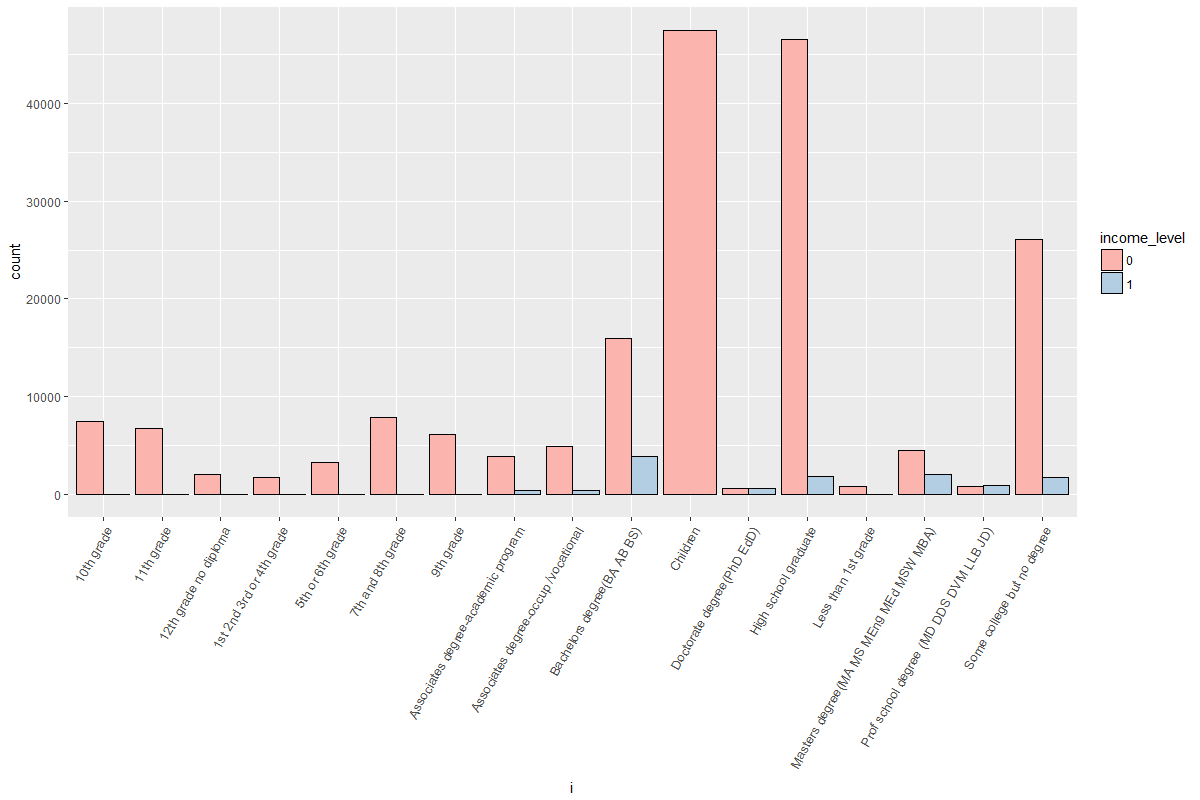 40000
30000
20000
10000
0
count
10th grade
11th grade
12th grade no diploma
1st 2nd 3rd or 4th grade
5th or 6th grade
7th and 8th grade
9th grade
Associates degree-academic program
Associates degree-occup /vocational
Bachelors degree(BA AB BS)
Children
Doctorate degree(PhD EdD)
High school graduate
Less than 1st grade
Masters degree(MA MS MEng MEd MSW MBA)
Prof school degree (MD DDS DVM LLB JD)
Some college but no degree
i
income_level
0
1